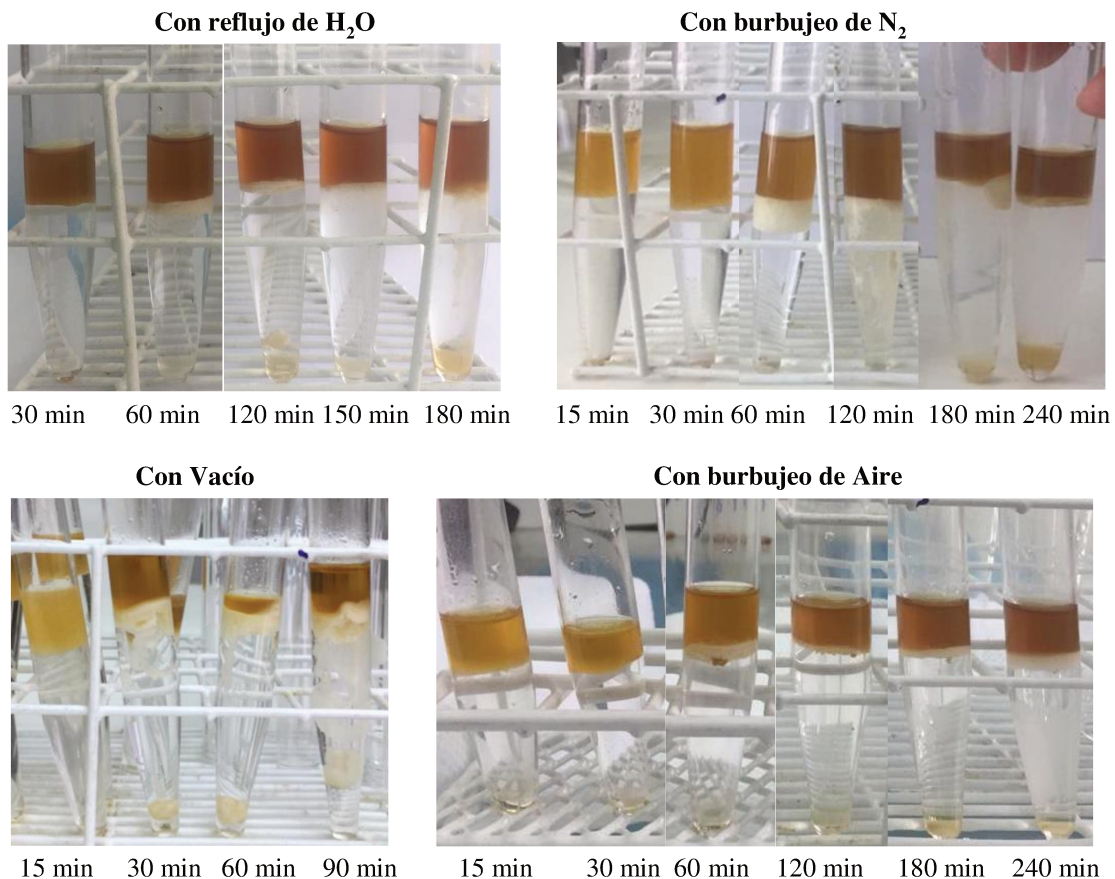 Con reflujo de H₂O
Con burbujeo de N₂
30 min 60 min 120 min 150 min 180 min
15 min 30 min 60 min 120 min 180 min 240 min
Con Vacío
Con burbujeo de Aire
15 min 30 min 60 min 90 min
15 min 30 min 60 min 120 min 180 min 240 min